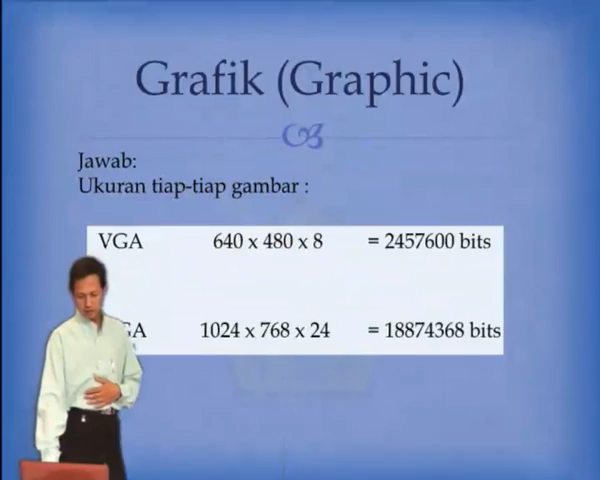 Grafik (Graphic)
Jawab:
Ukuran tiap-tiap gambar :
VGA 640 x 480 x 8 = 2457600 bits
GA 1024 x 768 x 24 = 18874368 bits